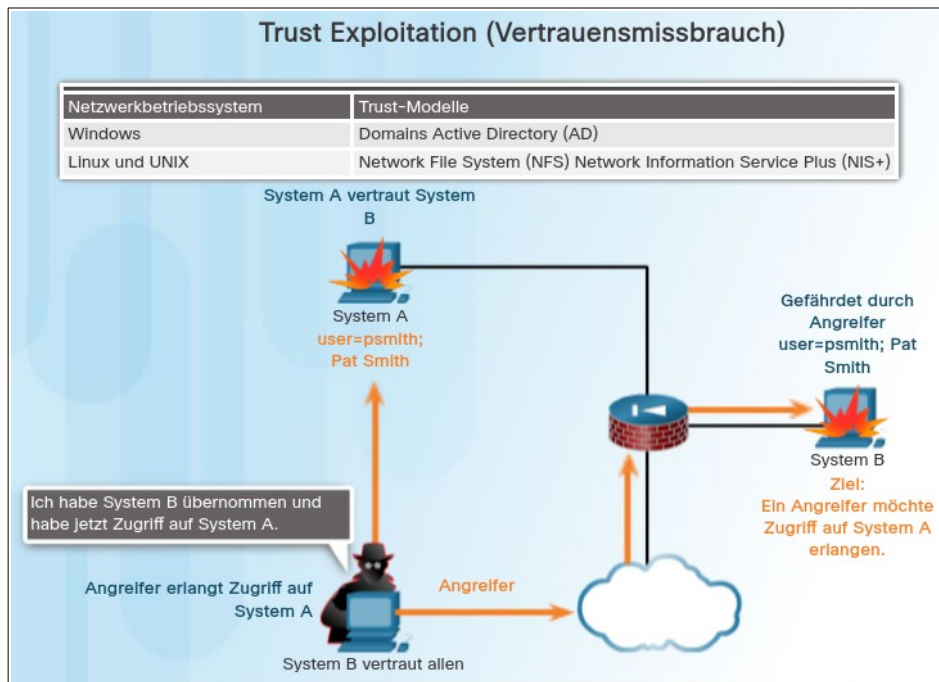 Trust Exploitation (Vertrauensmissbrauch)
Netzwerkbetriebssystem Trust-Modelle
Windows Domains Active Directory (AD)
Linux und UNIX Network File System (NFS) Network Information Service Plus (NIS+)
System A vertraut System
B
System A
user=psmith;
Pat Smith
Gefährdet durch
Angreifer
user=psmith; Pat
Smith
System B
Ziel:
Ein Angreifer möchte
Zugriff auf System A
erlangen.
Ich habe System B übernommen und
habe jetzt Zugriff auf System A.
Angreifer erlangt Zugriff auf
System A
Angreifer
System B vertraut allen